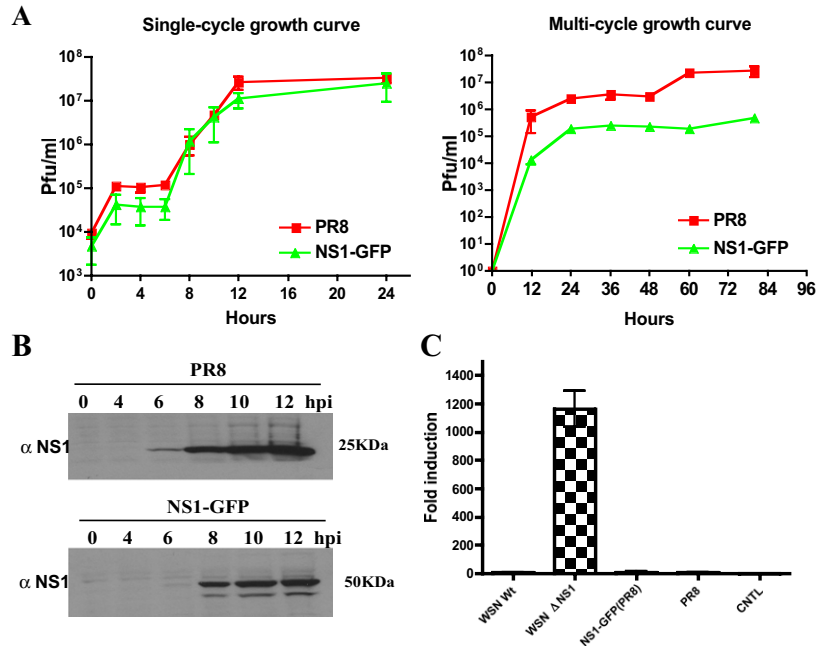 A
Single-cycle growth curve
Pfu/ml
10^8
10^7
10^6
10^5
10^4
10^3
0 4 8 12 16 20 24
Hours
PR8
NS1-GFP
Multi-cycle growth curve
Pfu/ml
10^8
10^7
10^6
10^5
10^4
10^3
10^2
10^1
10^0
0 12 24 36 48 60 72 84 96
Hours
PR8
NS1-GFP
B
PR8
0 4 6 8 10 12 hpi
α NS1
25KDa
NS1-GFP
0 4 6 8 10 12 hpi
α NS1
50KDa
C
Fold induction
1400
1200
1000
800
600
400
200
0
WSN Wt
WSN Δ NS1
NS1-GFP(PR8)
PR8
CNTL